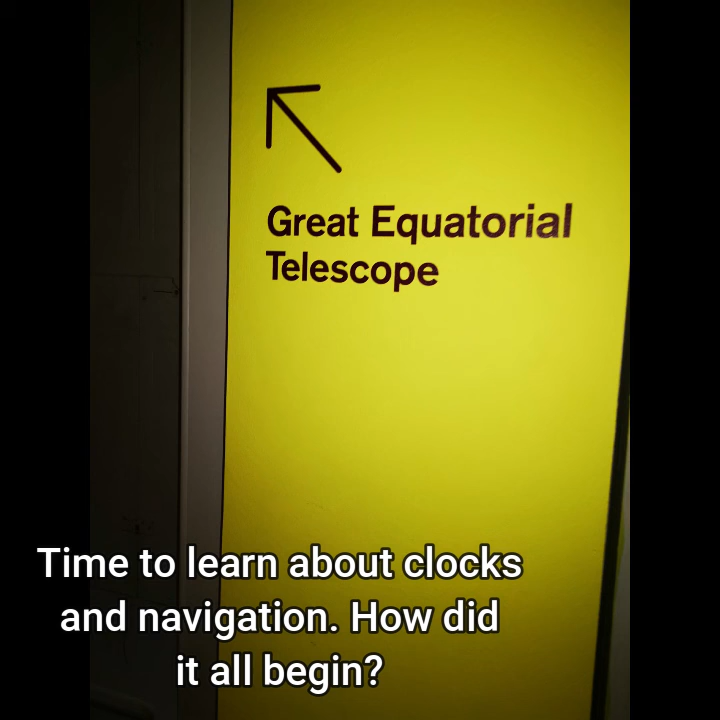 Great Equatorial
Telescope
Time to learn about clocks
and navigation. How did
it all begin?